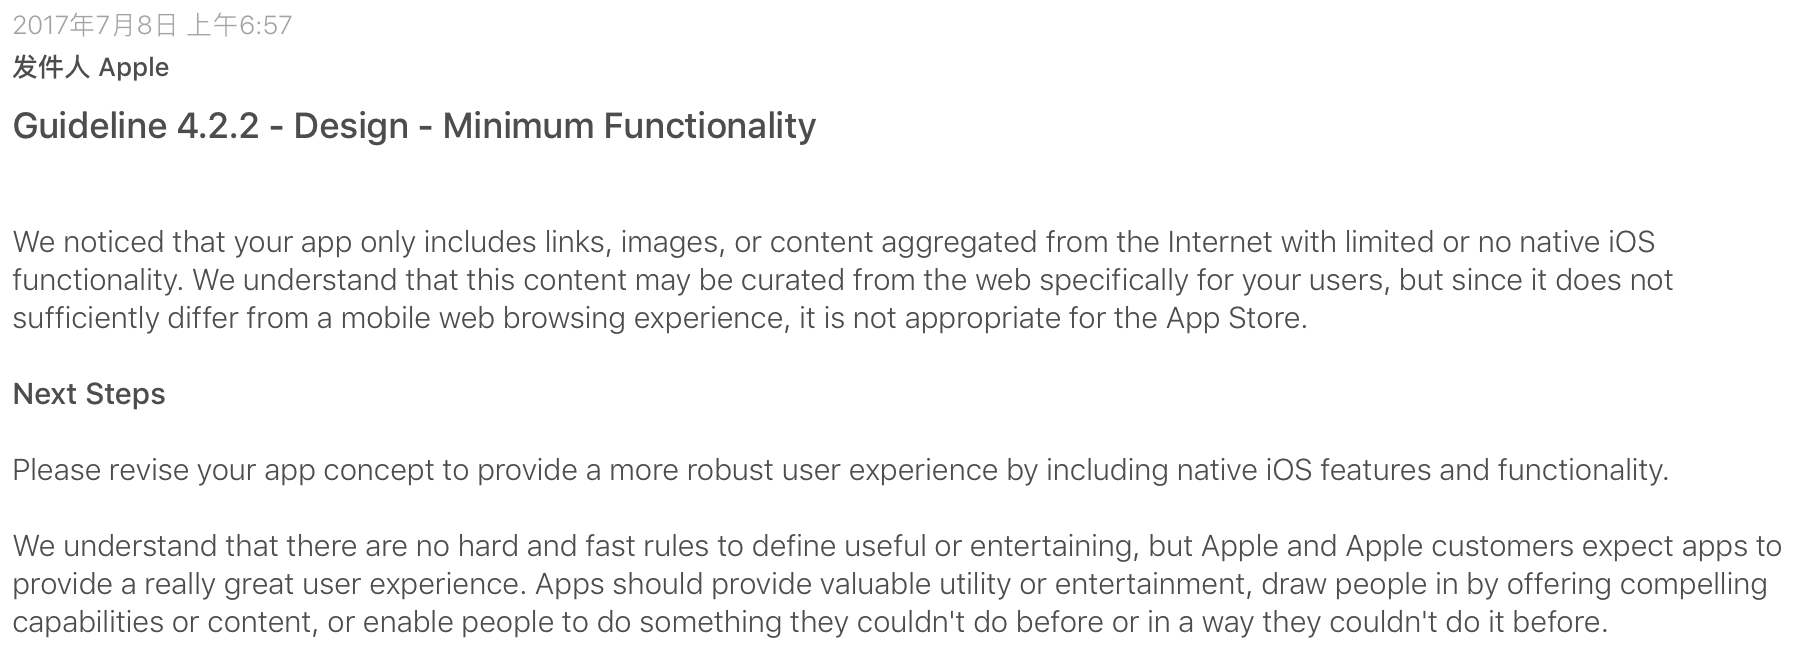 2017年7月8日 上午6:57
发件人 Apple
Guideline 4.2.2 - Design - Minimum Functionality
We noticed that your app only includes links, images, or content aggregated from the Internet with limited or no native iOS
functionality. We understand that this content may be curated from the web specifically for your users, but since it does not
sufficiently differ from a mobile web browsing experience, it is not appropriate for the App Store.
Next Steps
Please revise your app concept to provide a more robust user experience by including native iOS features and functionality.
We understand that there are no hard and fast rules to define useful or entertaining, but Apple and Apple customers expect apps to
provide a really great user experience. Apps should provide valuable utility or entertainment, draw people in by offering compelling
capabilities or content, or enable people to do something they couldn't do before or in a way they couldn't do it before.